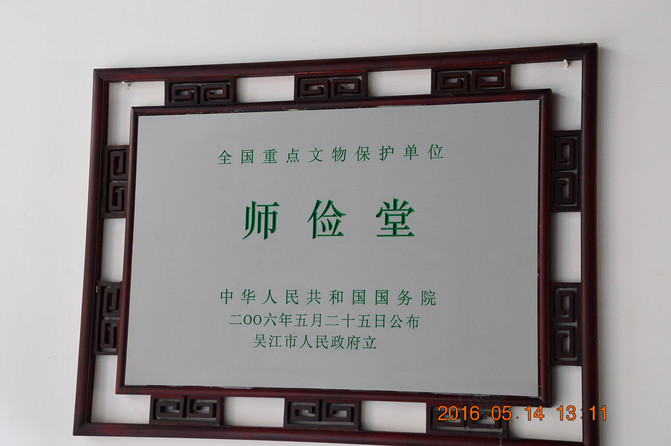 全国重点文物保护单位
师俭堂
中华人民共和国国务院
二〇〇六年五月二十五日公布
吴江市人民政府立
2016 05 14 13 11